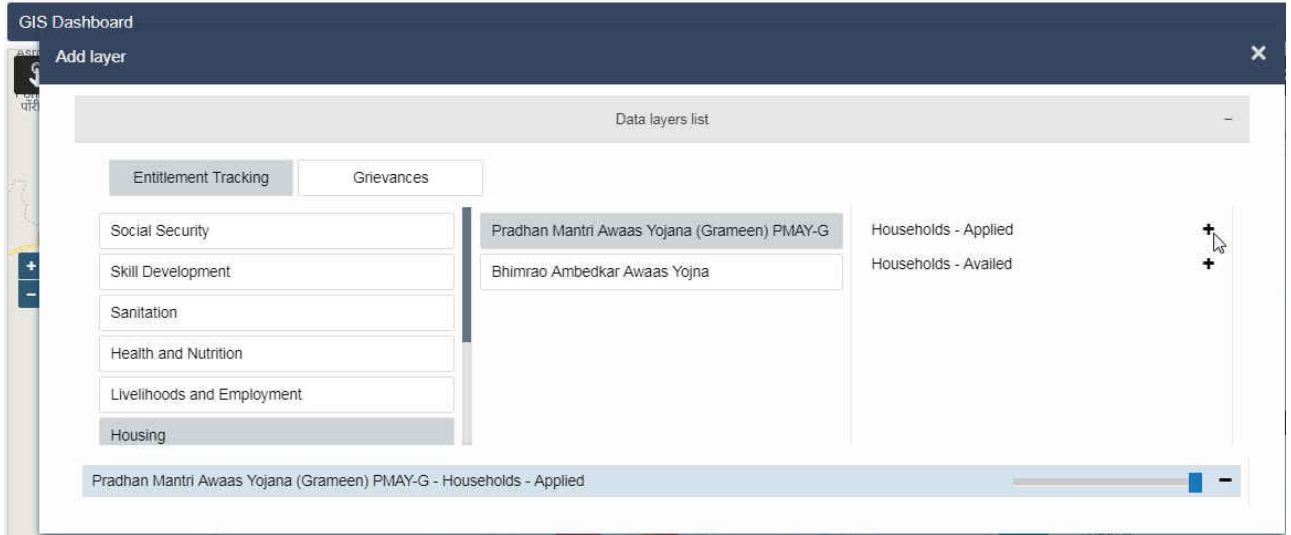 GIS Dashboard
Add layer
Data layers list
Entitlement Tracking
Grievances
Social Security
Skill Development
Sanitation
Health and Nutrition
Livelihoods and Employment
Housing
Pradhan Mantri Awaas Yojana (Grameen) PMAY-G
Bhimrao Ambedkar Awaas Yojna
Households - Applied
Households - Availed
Pradhan Mantri Awaas Yojana (Grameen) PMAY-G - Households - Applied